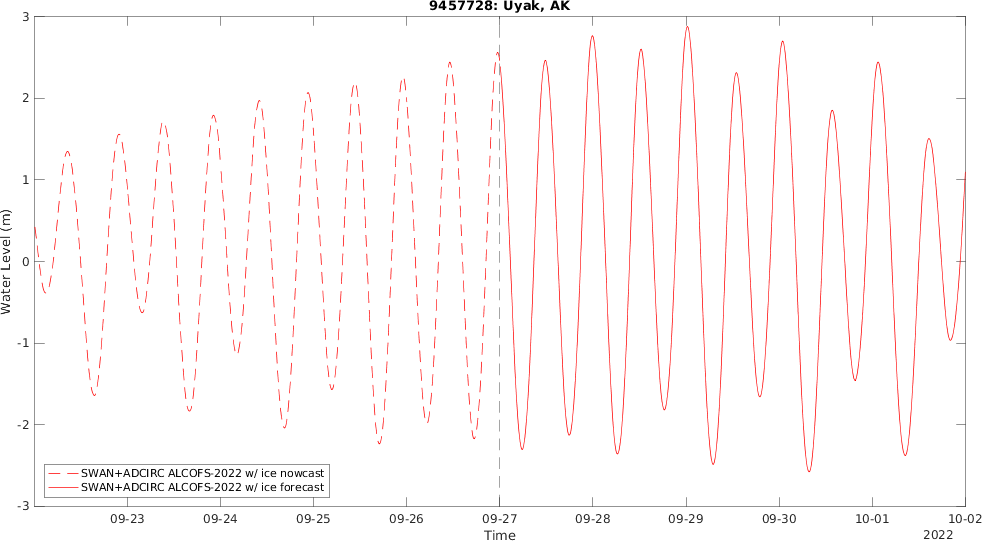 9457728: Uyak, AK
Water Level (m)
3
2
1
0
-1
-2
-3
SWAN+ADCIRC ALCOFS-2022 w/ ice nowcast
SWAN+ADCIRC ALCOFS-2022 w/ ice forecast
09-23 09-24 09-25 09-26 09-27 09-28 09-29 09-30 10-01 10-02
Time
2022